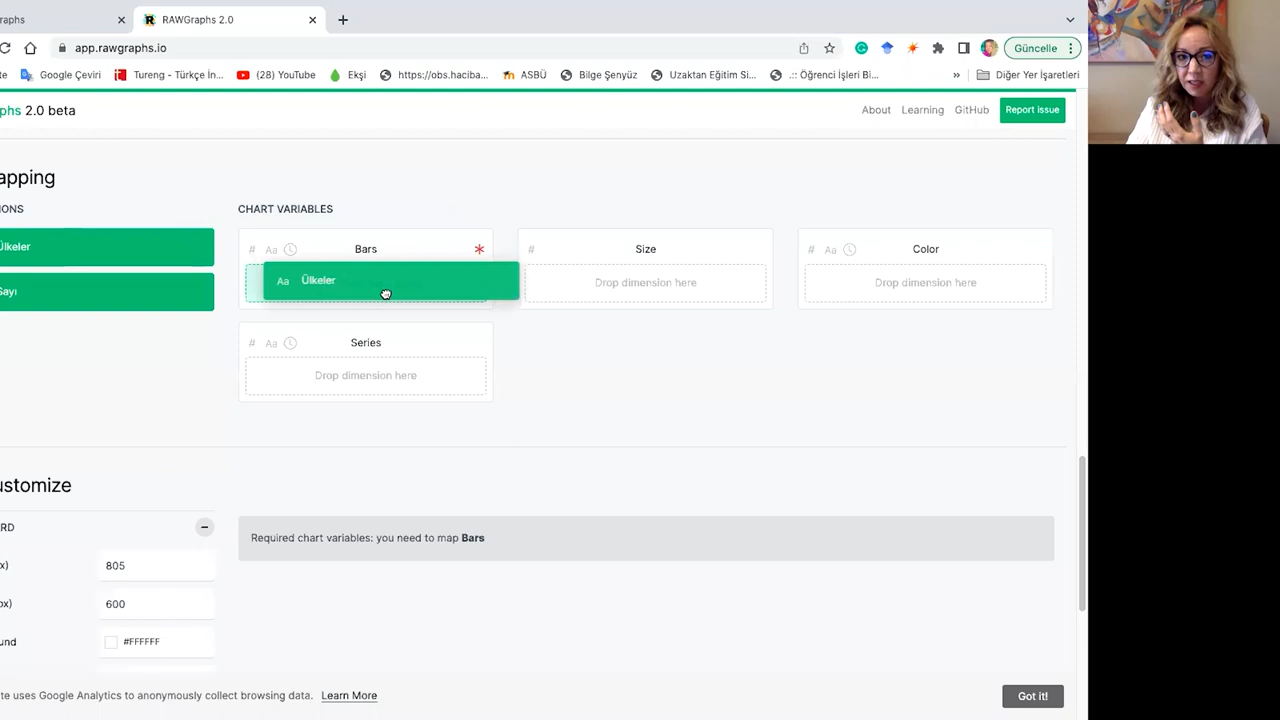 raphs
RAWGraphs 2.0
app.rawgraphs.io
Güncelle
te
Google Çeviri
Tureng - Türkçe İn...
(28) YouTube
Ekşi
https://obs.haciba...
ASBÜ
Bilge Şenyüz
Uzaktan Eğitim Si...
.:: Öğrenci İşleri Bi...
»
Diğer Yer İşaretleri
phs 2.0 beta
About
Learning
GitHub
Report issue
apping
IONS
CHART VARIABLES
Ülkeler
Sayı
# Aa Bars *
Aa Ülkeler
# Size
Drop dimension here
# Aa Color
Drop dimension here
# Aa Series
Drop dimension here
ustomize
RD
Required chart variables: you need to map Bars
x) 805
ox) 600
und #FFFFFF
te uses Google Analytics to anonymously collect browsing data. Learn More
Got it!